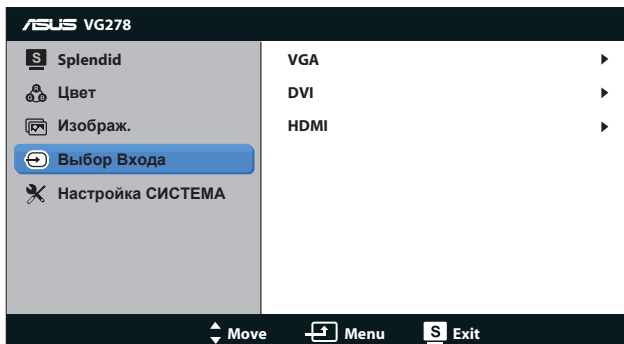 ASUS VG278
S Splendid
Цвет
Изображ.
Выбор Входа
Настройка СИСТЕМА
VGA
DVI
HDMI
Move Menu S Exit